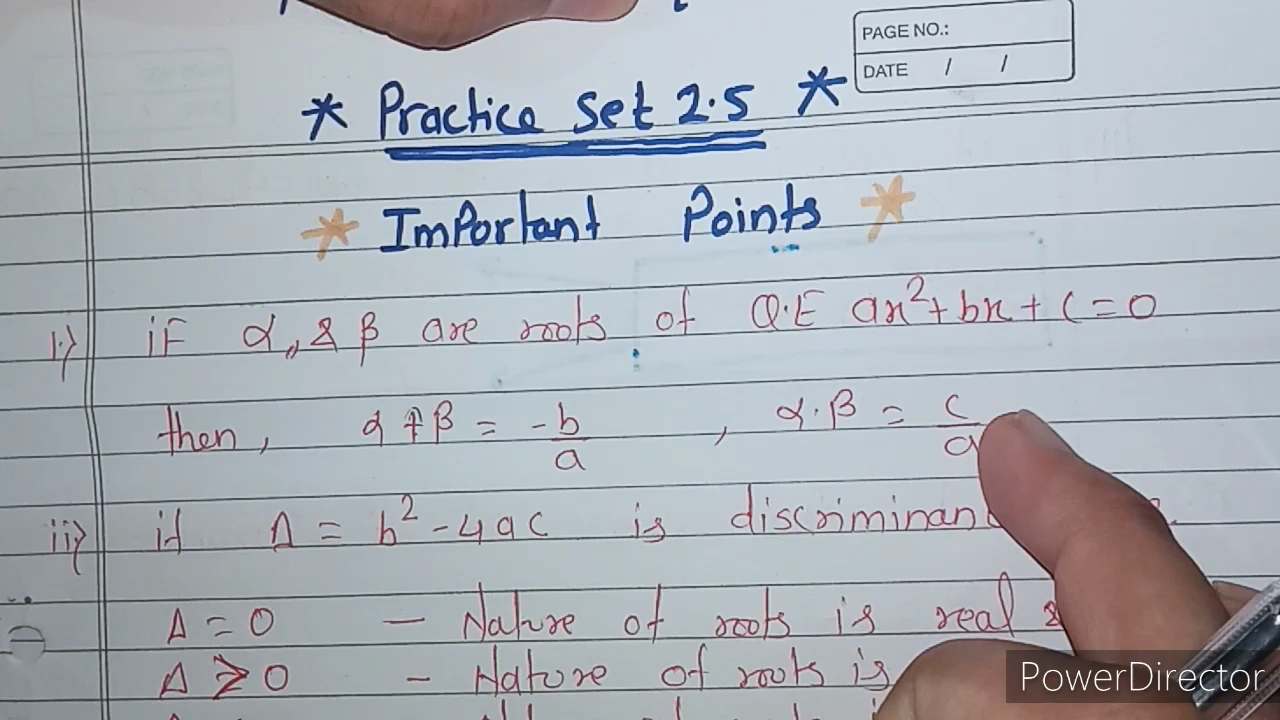 PAGE NO.:
DATE / /
* Practice Set 2.5 *
* Important Points *
i) if α, & β are roots of Q.E ax²+bx+c=0
then, α+β = -b/a , α.β = c/a
ii) if Δ = b²-4ac is discriminant
Δ = 0 — Nature of roots is real &
Δ ⩾ 0 - Nature of roots is
PowerDirector